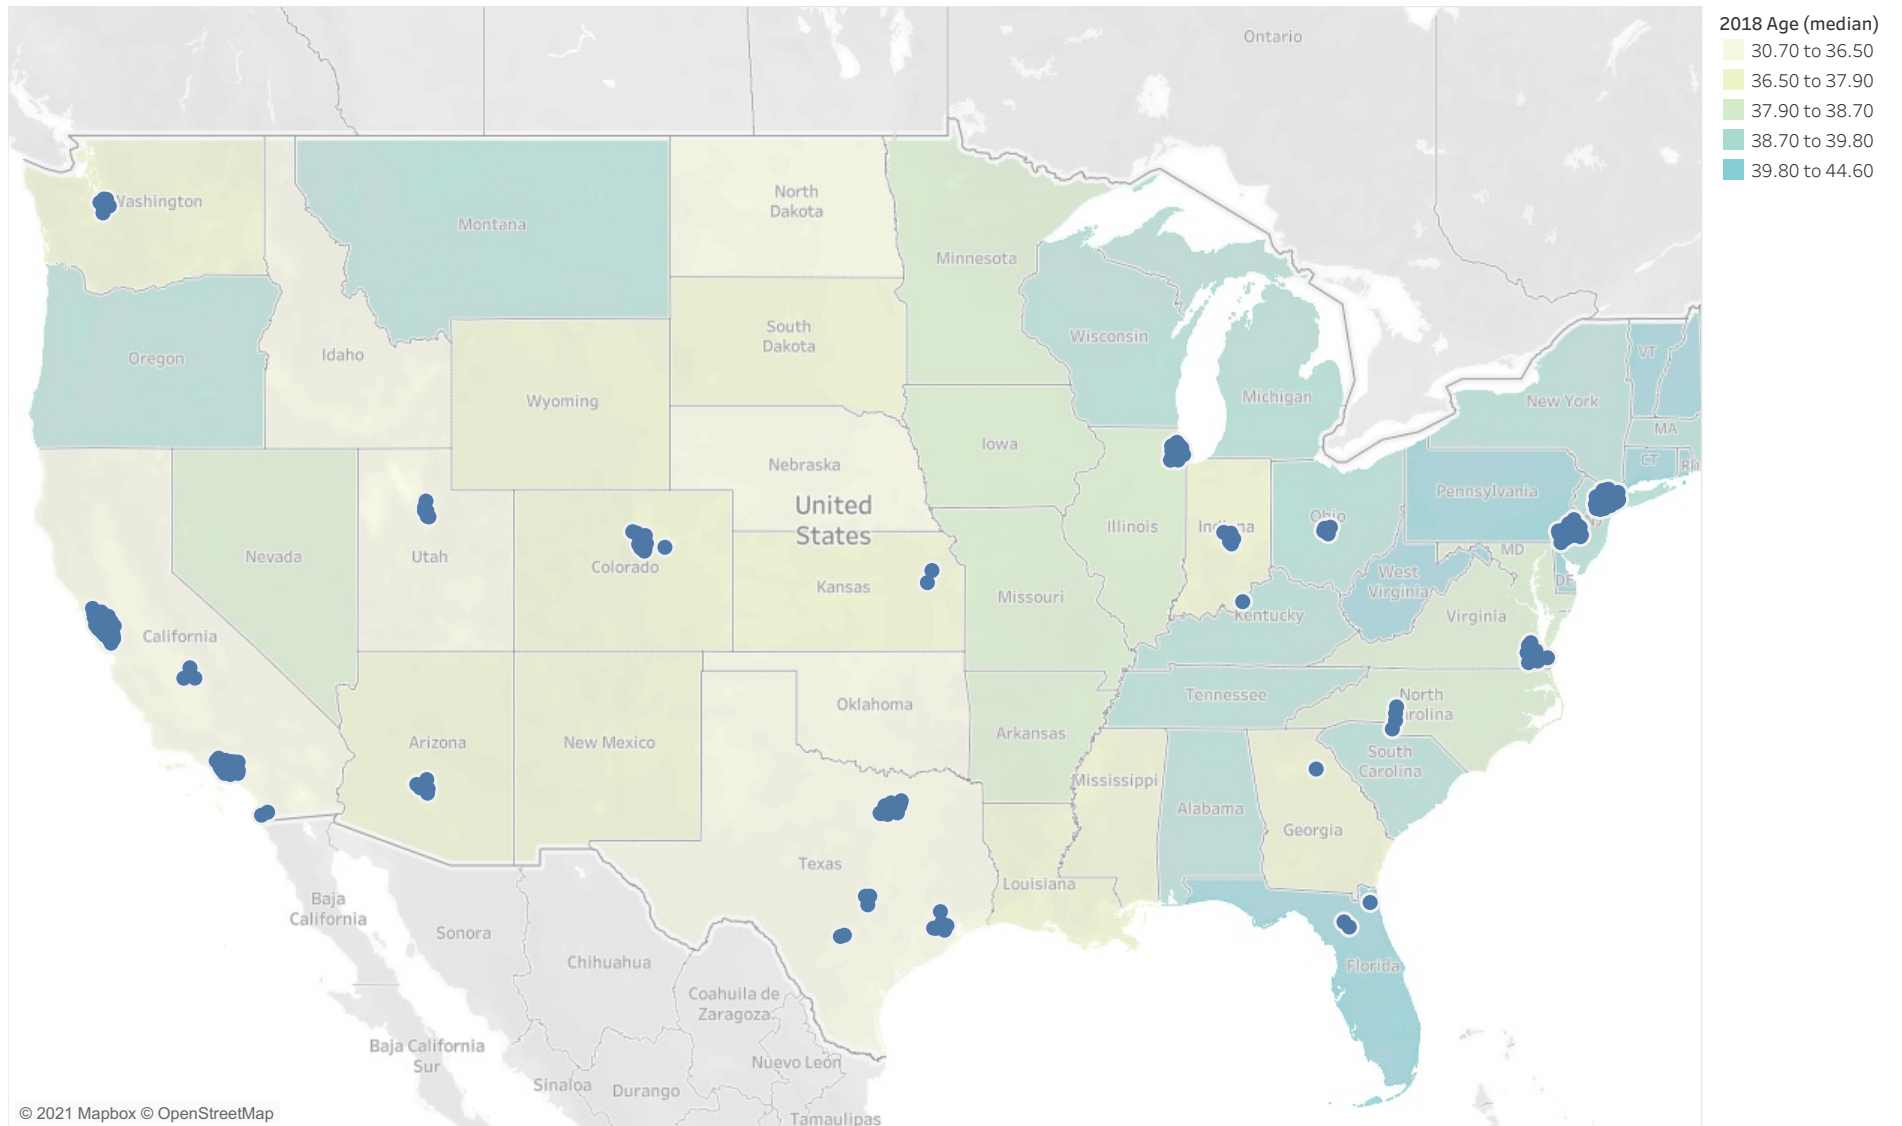 2018 Age (median)
30.70 to 36.50
36.50 to 37.90
37.90 to 38.70
38.70 to 39.80
39.80 to 44.60
Ontario
Washington
Montana
North
Dakota
Minnesota
South
Dakota
Wisconsin
Michigan
Oregon
Idaho
Wyoming
Iowa
New York
VT
MA
CT
RI
Nebraska
United
States
Pennsylvania
NJ
Illinois
Indiana
Ohio
MD
DE
Nevada
Utah
Colorado
Kansas
Missouri
West
Virginia
Virginia
Kentucky
California
Tennessee
North
Carolina
Oklahoma
Arkansas
Arizona
New Mexico
South
Carolina
Mississippi
Alabama
Georgia
Texas
Louisiana
Florida
Baja
California
Sonora
Chihuahua
Coahuila de
Zaragoza
Baja California
Sur
Nuevo León
Sinaloa
Durango
Tamaulipas
© 2021 Mapbox © OpenStreetMap